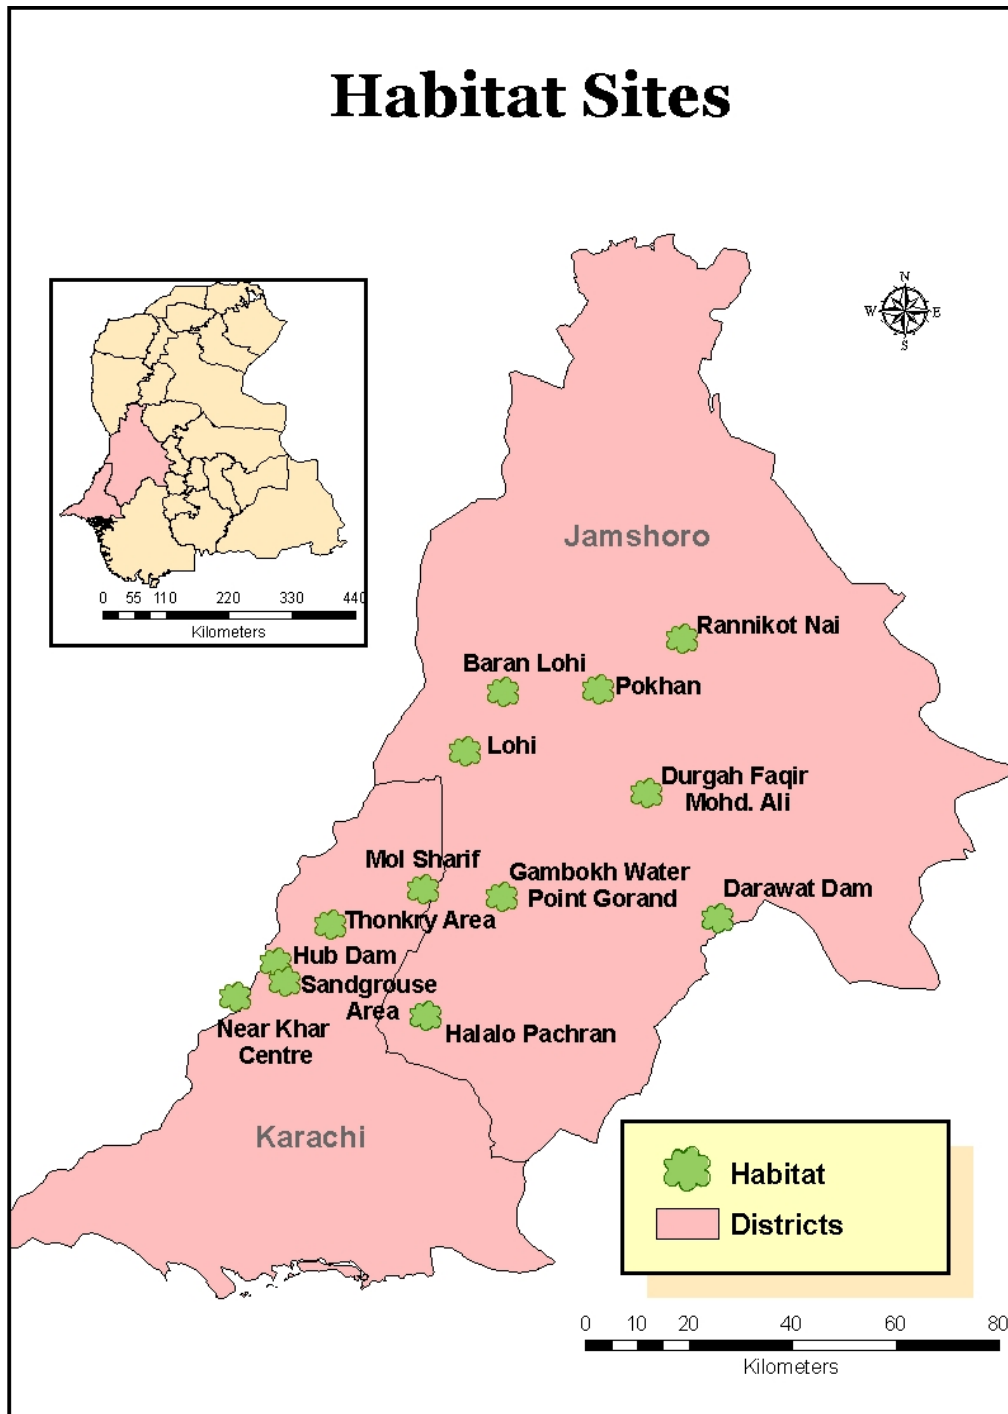 Habitat Sites
N
W
E
S
0 55 110 220 330 440
Kilometers
Jamshoro
Rannikot Nai
Baran Lohi
Pokhan
Lohi
Durgah Faqir
Mohd. Ali
Mol Sharif
Gambokh Water
Point Gorand
Darawat Dam
Thonkry Area
Hub Dam
Sandgrouse
Area
Near Khar
Centre
Halalo Pachran
Karachi
Habitat
Districts
0 10 20 40 60 80
Kilometers